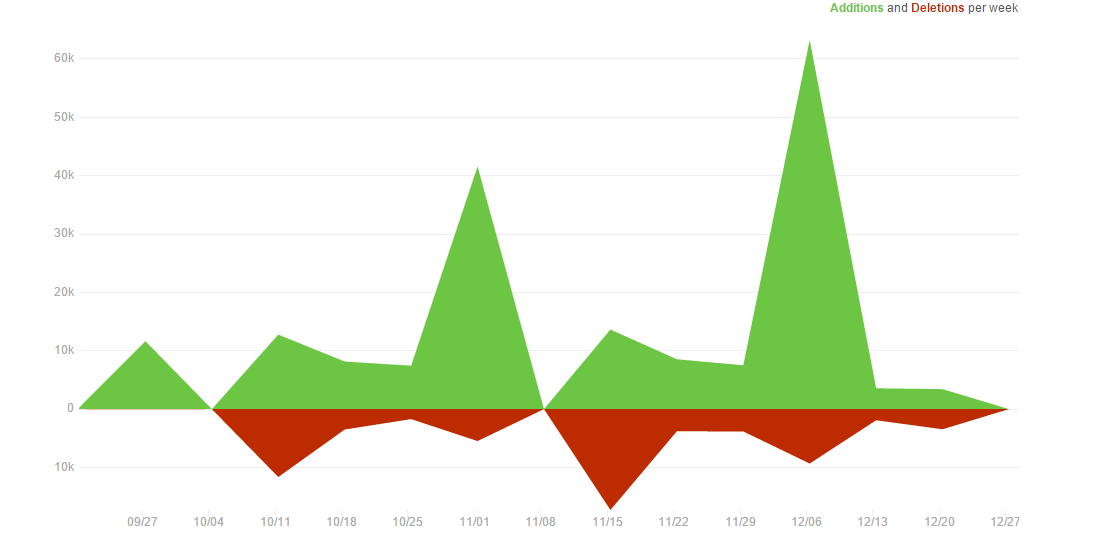 Additions and Deletions per week
60k
50k
40k
30k
20k
10k
0
10k
09/27 10/04 10/11 10/18 10/25 11/01 11/08 11/15 11/22 11/29 12/06 12/13 12/20 12/27